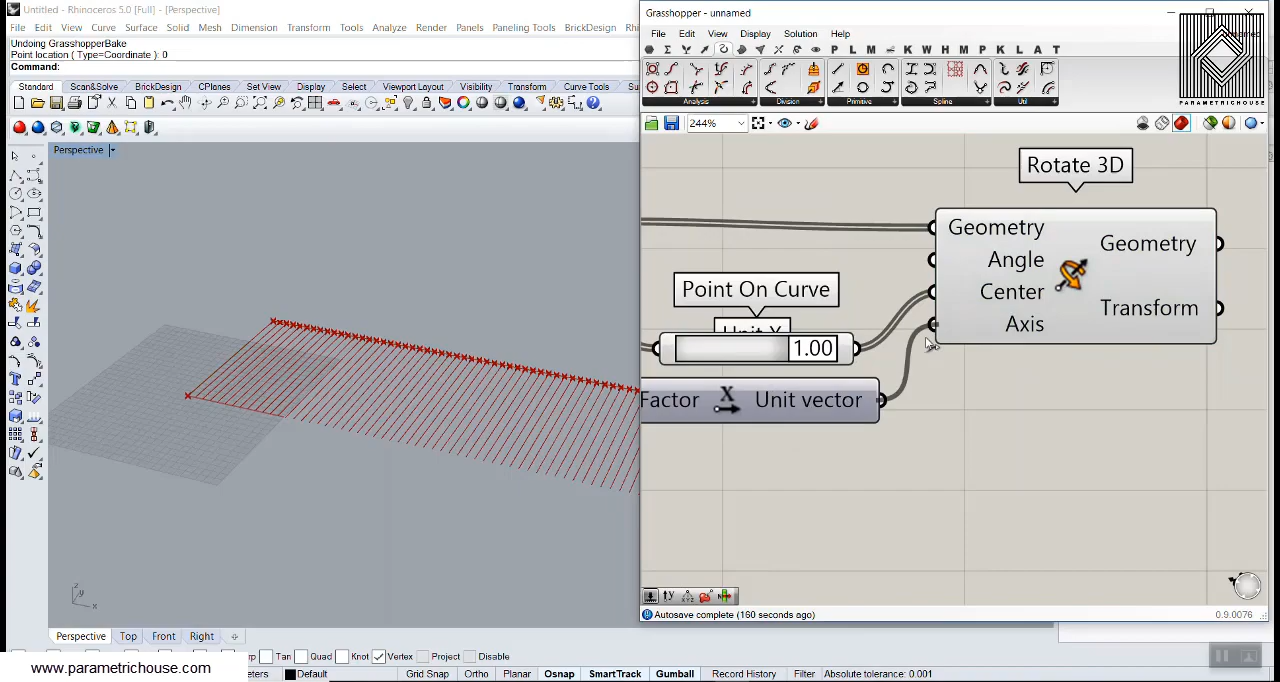 Untitled - Rhinoceros 5.0 [Full] - [Perspective]
File Edit View Curve Surface Solid Mesh Dimension Transform Tools Analyze Render Panels Paneling Tools BrickDesign Rhi
Undoing GrasshopperBake
Point location ( Type=Coordinate ): 0
Command:
Standard Scan&Solve BrickDesign CPlanes Set View Display Select Viewport Layout Visibility Transform Curve Tools Su
Perspective
z
y
x
Perspective Top Front Right
Tan Quad Knot Vertex Project Disable
eters Default Grid Snap Ortho Planar Osnap SmartTrack Gumball Record History Filter Absolute tolerance: 0.001
www.parametrichouse.com
Grasshopper - unnamed
File Edit View Display Solution Help
P L M K W H M P K L A T
Analysis Division Primitive Spline Util
PARAMETRICHOUSE
244%
Rotate 3D
Geometry
Angle
Center
Axis
Geometry
Transform
Point On Curve
Unit X
1.00
Factor X Unit vector
Autosave complete (160 seconds ago)
0.9.0076